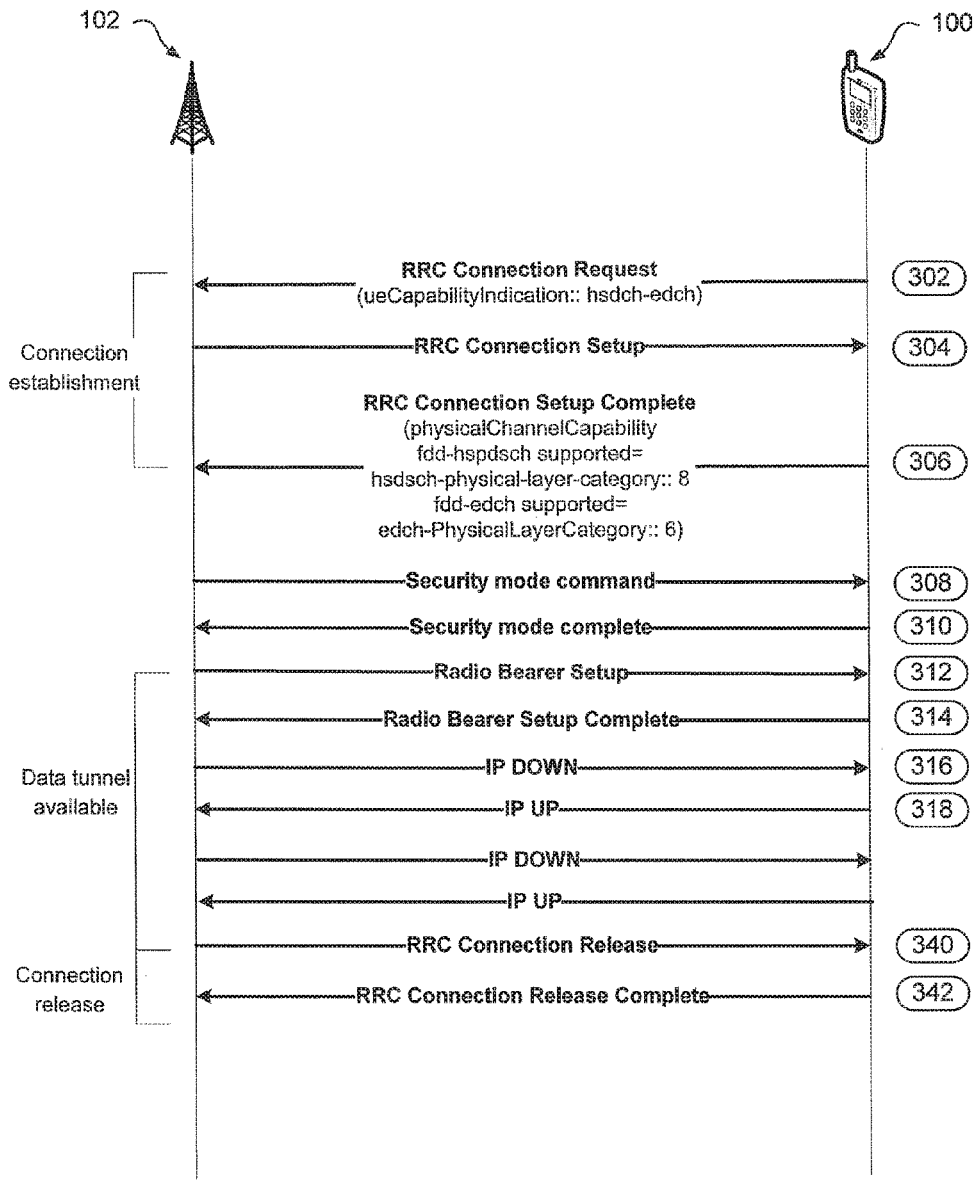 102
100
RRC Connection Request
(ueCapabilityIndication:: hsdch-edch)
302
Connection
establishment
RRC Connection Setup
304
RRC Connection Setup Complete
(physicalChannelCapability
fdd-hspdsch supported=
hsdsch-physical-layer-category:: 8
fdd-edch supported=
edch-PhysicalLayerCategory:: 6)
306
Security mode command
308
Security mode complete
310
Radio Bearer Setup
312
Radio Bearer Setup Complete
314
Data tunnel
available
IP DOWN
316
IP UP
318
IP DOWN
IP UP
RRC Connection Release
340
Connection
release
RRC Connection Release Complete
342